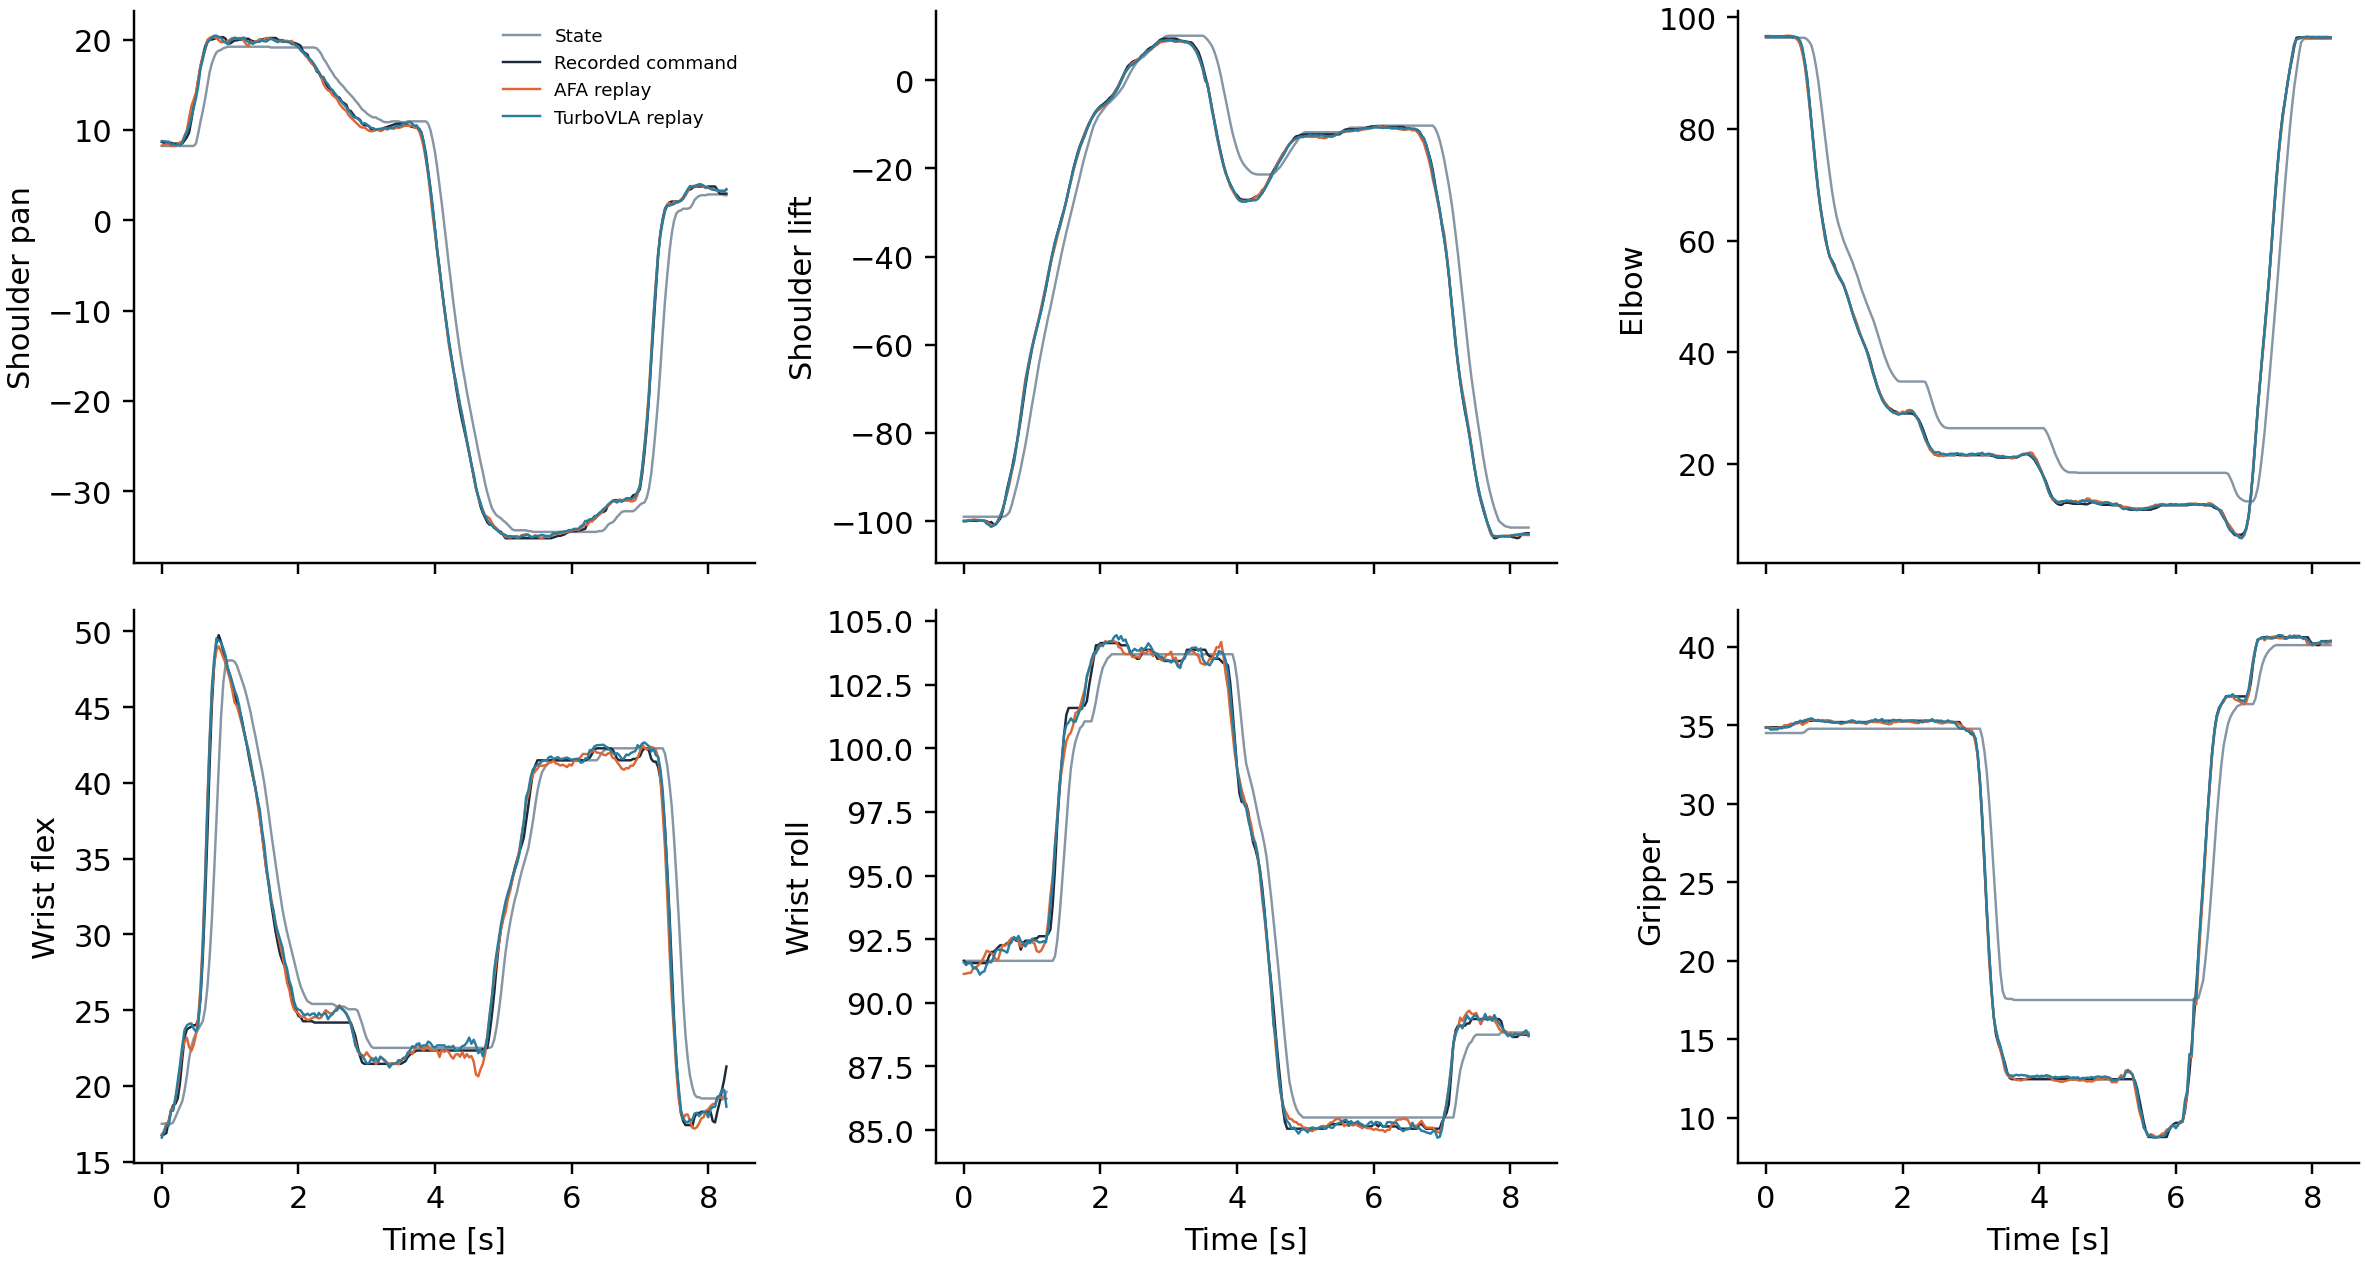 State
Recorded command
AFA replay
TurboVLA replay
Shoulder pan
20
10
0
−10
−20
−30
Shoulder lift
0
−20
−40
−60
−80
−100
Elbow
100
80
60
40
20
Wrist flex
50
45
40
35
30
25
20
15
0 2 4 6 8
Time [s]
Wrist roll
105.0
102.5
100.0
97.5
95.0
92.5
90.0
87.5
85.0
0 2 4 6 8
Time [s]
Gripper
40
35
30
25
20
15
10
0 2 4 6 8
Time [s]